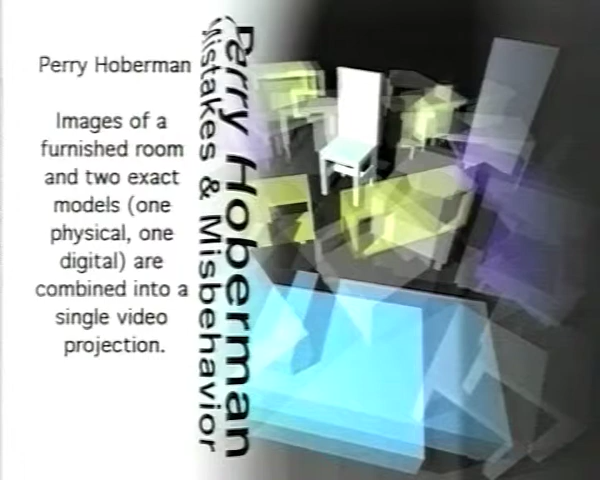 Perry Hoberman
Images of a
furnished room
and two exact
models (one
physical, one
digital) are
combined into a
single video
projection.
Perry Hoberman
Mistakes & Misbehavior